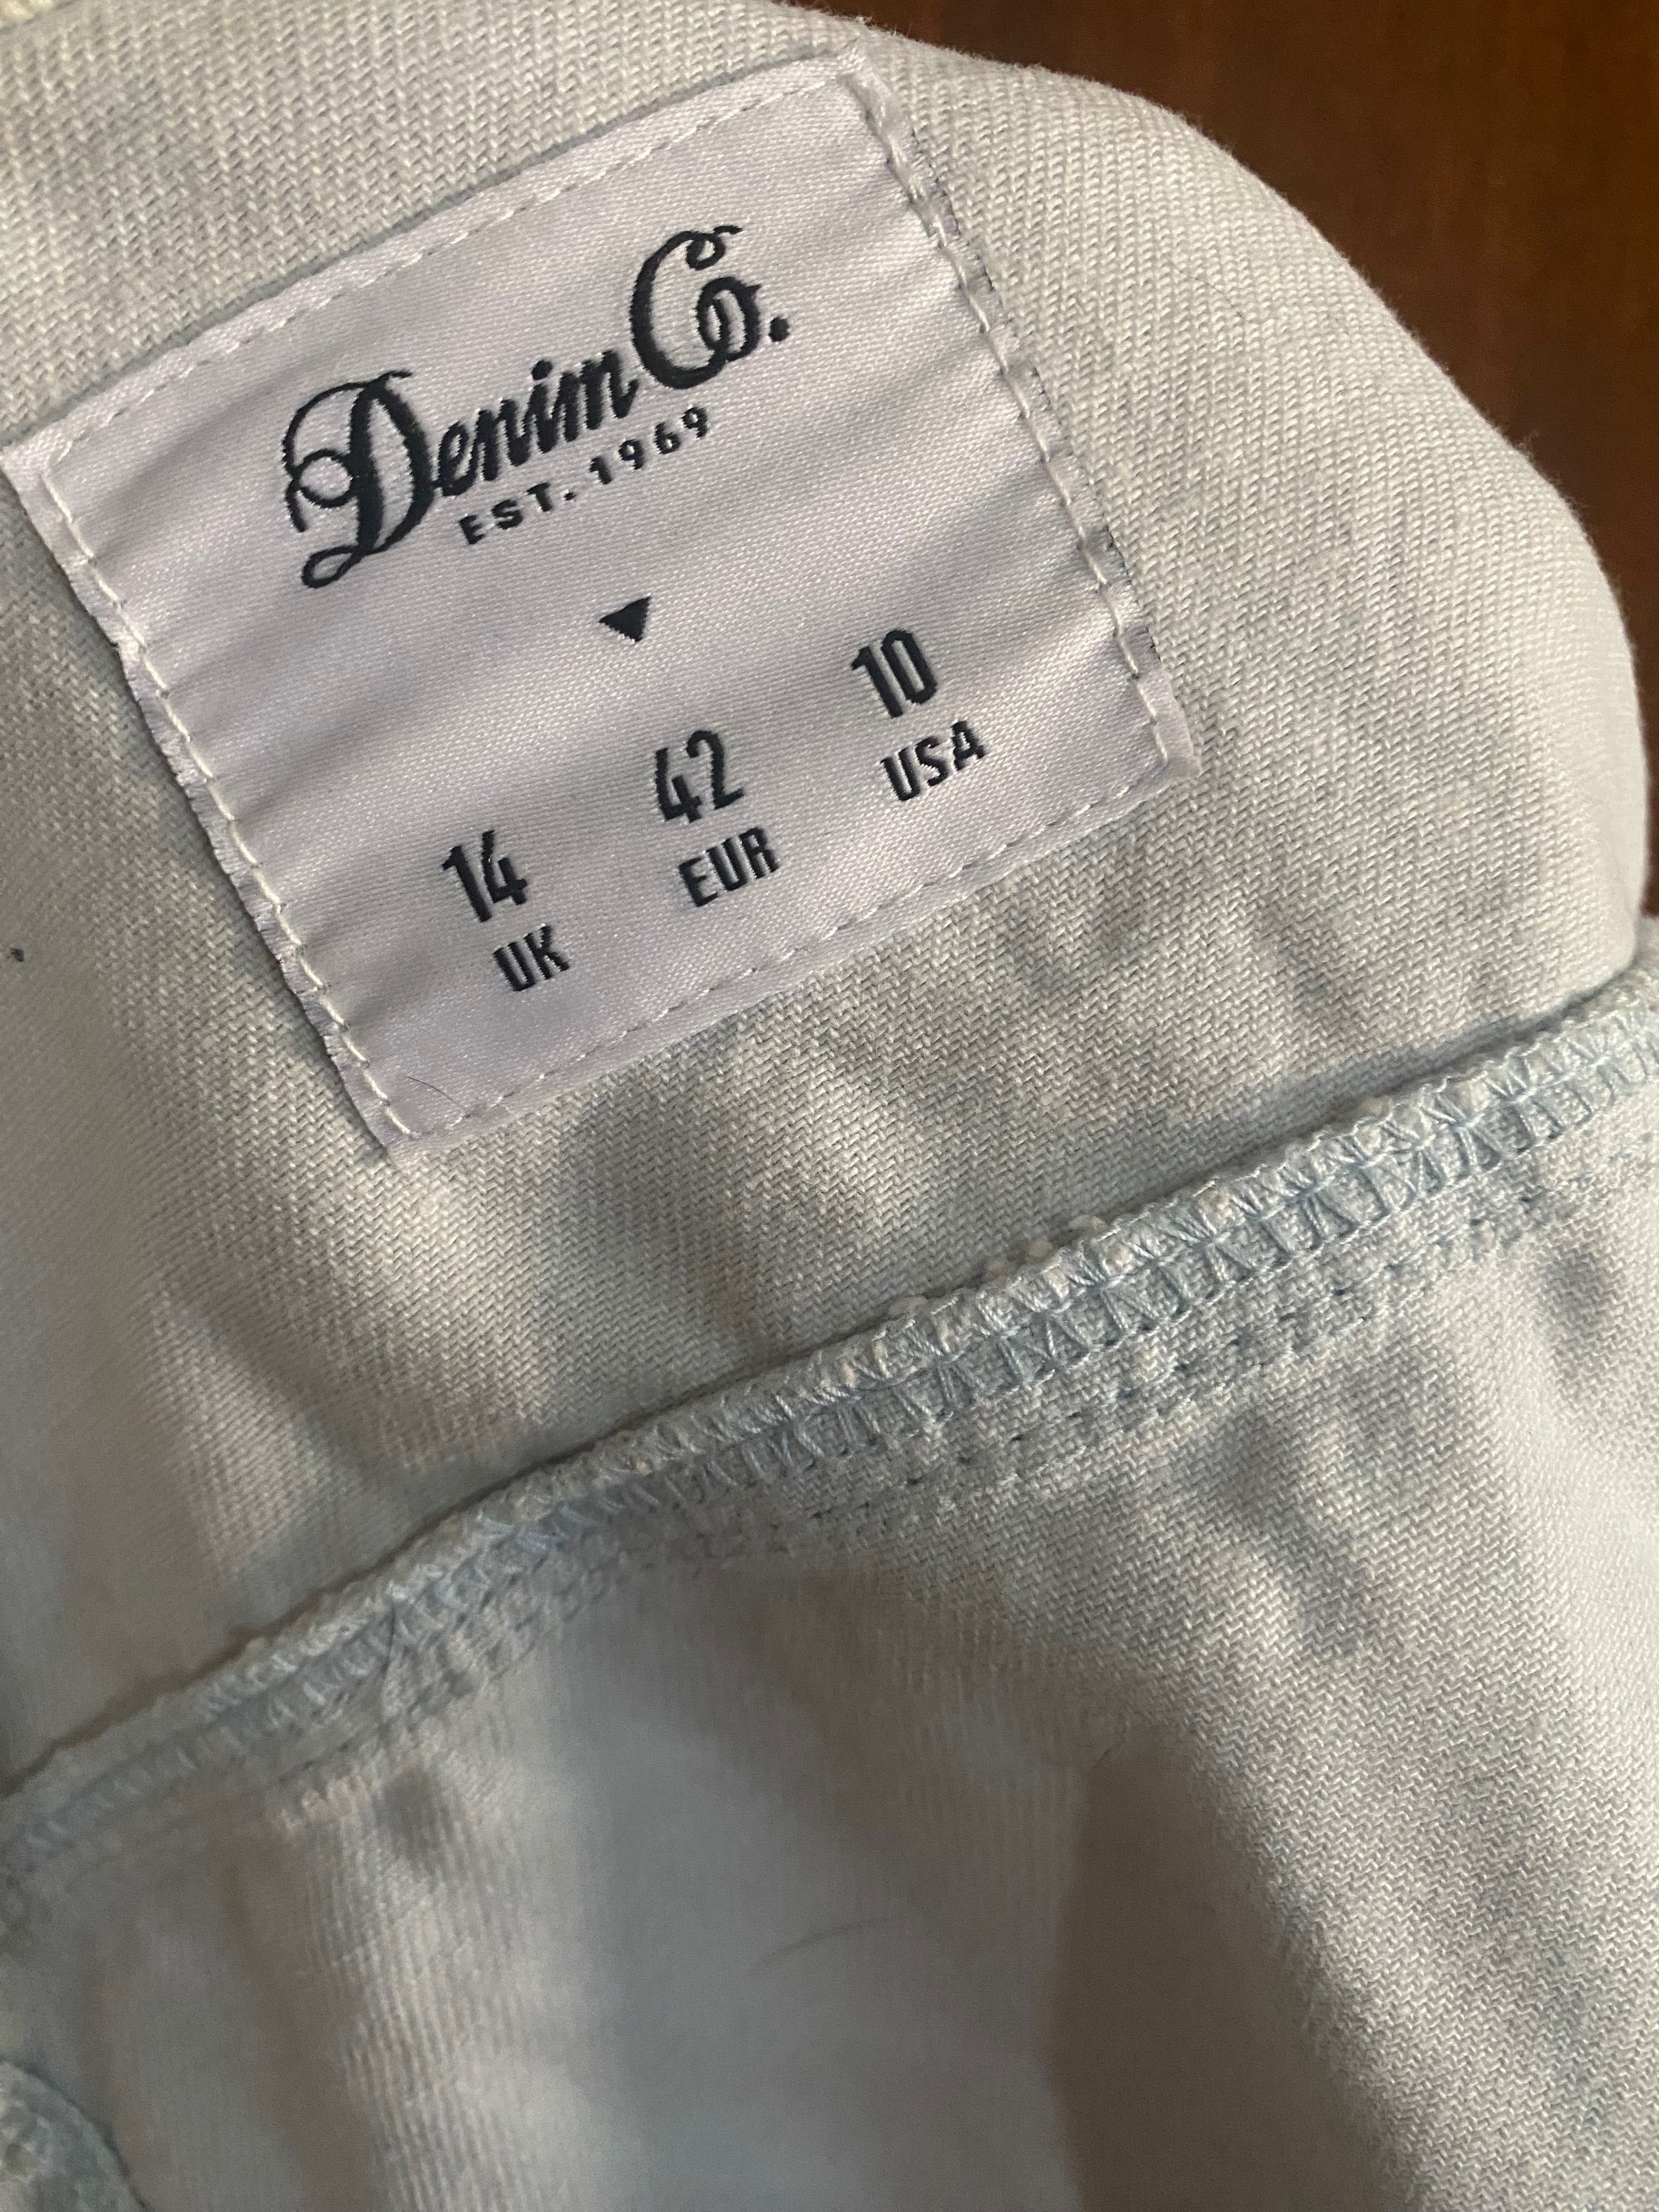 Denim Co.
EST. 1969
14 42 10
UK EUR USA